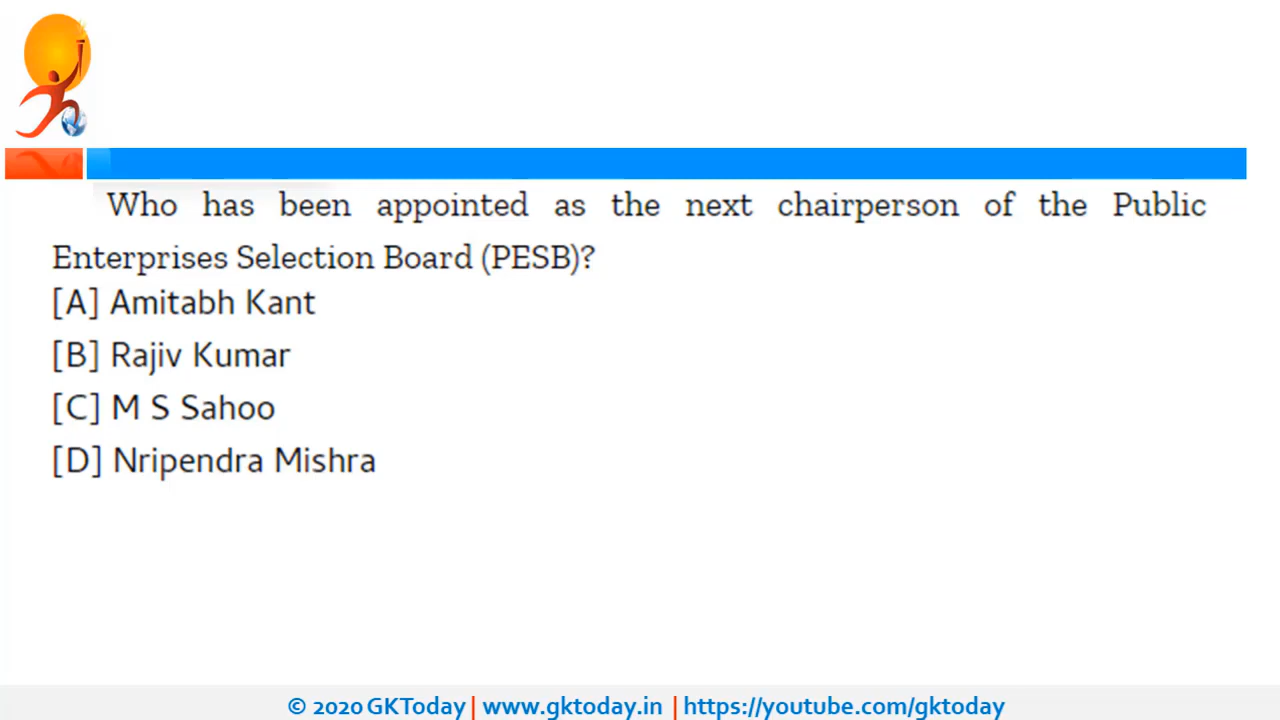 Who has been appointed as the next chairperson of the Public
Enterprises Selection Board (PESB)?
[A] Amitabh Kant
[B] Rajiv Kumar
[C] M S Sahoo
[D] Nripendra Mishra
© 2020 GKToday | www.gktoday.in | https://youtube.com/gktoday